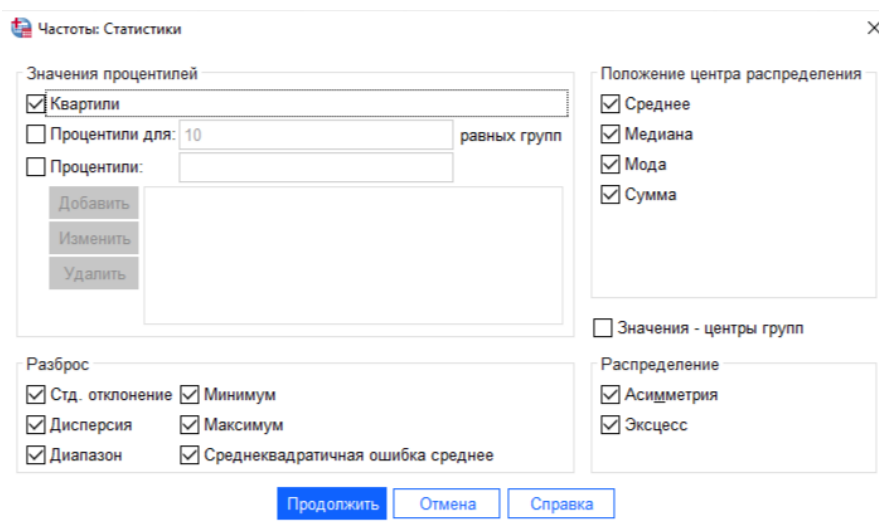 Частоты: Статистики
Значения процентилей
Квартили
Процентили для: 10 равных групп
Процентили:
Добавить
Изменить
Удалить
Положение центра распределения
Среднее
Медиана
Мода
Сумма
Значения - центры групп
Разброс
Стд. отклонение Минимум
Дисперсия Максимум
Диапазон Среднеквадратичная ошибка среднее
Распределение
Асимметрия
Эксцесс
Продолжить Отмена Справка